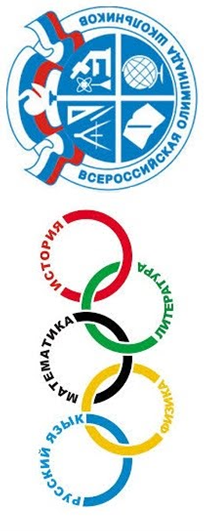 ВСЕРОССИЙСКАЯ ОЛИМПИАДА ШКОЛЬНИКОВ
ИСТОРИЯ
ЛИТЕРАТУРА
МАТЕМАТИКА
ФИЗИКА
РУССКИЙ ЯЗЫК